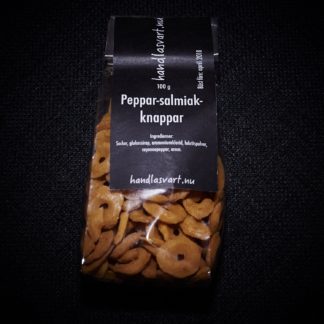 handlasvart.nu
100 g
Bäst före: april 2018
Peppar-salmiak-
knappar
Ingredienser:
Socker, glukossirap, ammoniumklorid, lakritspulver,
cayennepeppar, arom.
handlasvart.nu